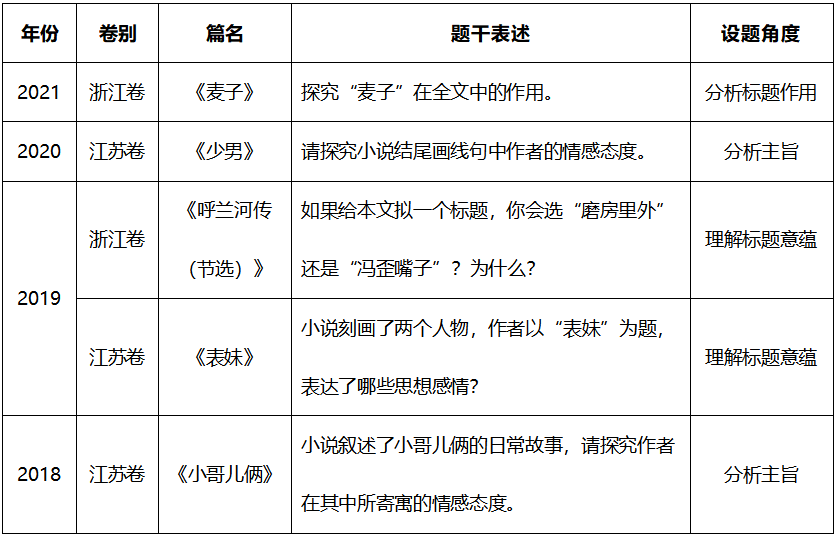 年份 卷别 篇名 题干表述 设题角度
2021 浙江卷 《麦子》 探究“麦子”在全文中的作用。 分析标题作用
2020 江苏卷 《少男》 请探究小说结尾画线句中作者的情感态度。 分析主旨
2019 浙江卷 《呼兰河传
（节选）》
如果给本文拟一个标题，你会选“磨房里外”
还是“冯歪嘴子”？为什么？
理解标题意蕴
江苏卷 《表妹》
小说刻画了两个人物，作者以“表妹”为题，
表达了哪些思想感情？
理解标题意蕴
2018 江苏卷 《小哥儿俩》
小说叙述了小哥儿俩的日常故事，请探究作者
在其中所寄寓的情感态度。
分析主旨